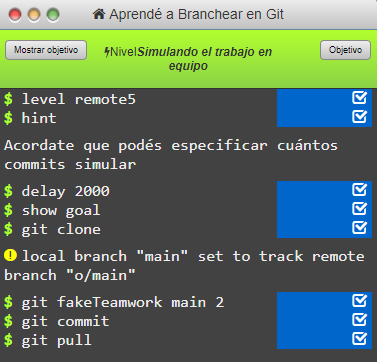 Aprendé a Branchear en Git
Mostrar objetivo
NivelSimulando el trabajo en
equipo
Objetivo
$ level remote5
$ hint
Acordate que podés especificar cuántos
commits simular
$ delay 2000
$ show goal
$ git clone
local branch "main" set to track remote
branch "o/main"
$ git fakeTeamwork main 2
$ git commit
$ git pull